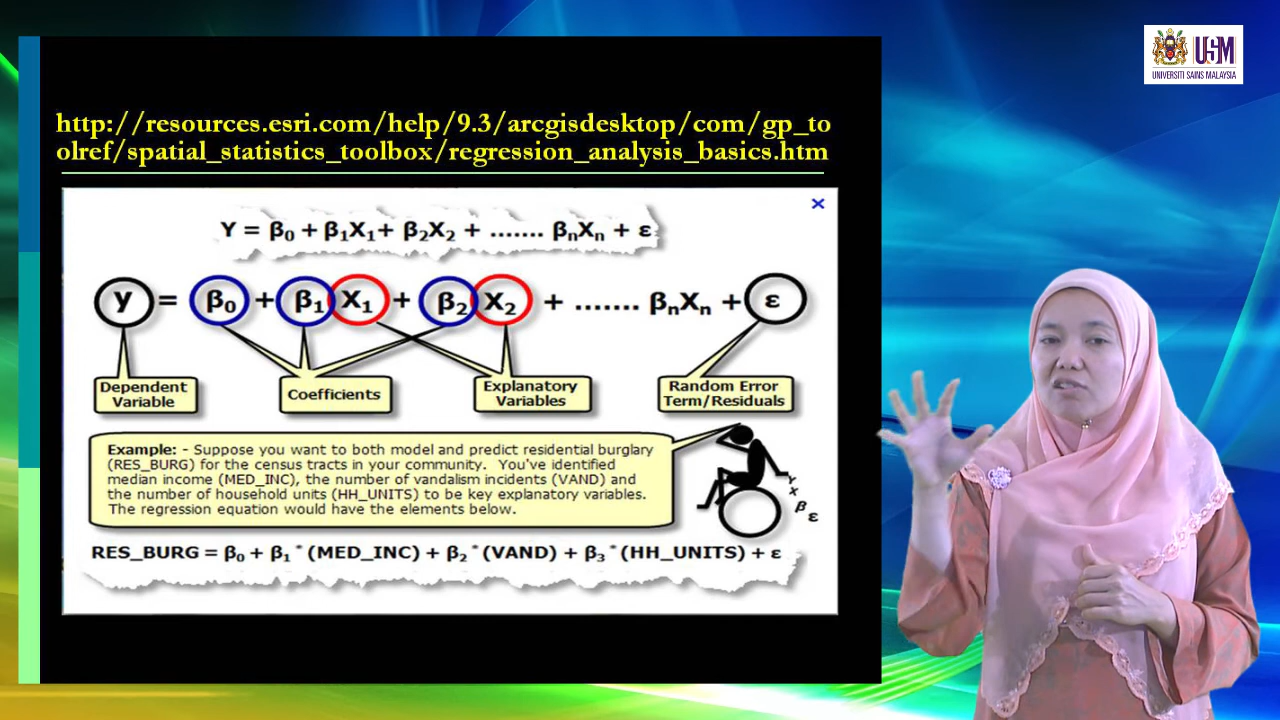 USM
UNIVERSITI SAINS MALAYSIA
http://resources.esri.com/help/9.3/arcgisdesktop/com/gp_to
olref/spatial_statistics_toolbox/regression_analysis_basics.htm
Y = β₀ + β₁X₁ + β₂X₂ + ....... βₙXₙ + ε
y = β₀ + β₁ X₁ + β₂ X₂ + ....... βₙXₙ + ε
Dependent
Variable
Coefficients
Explanatory
Variables
Random Error
Term/Residuals
Example: - Suppose you want to both model and predict residential burglary
(RES_BURG) for the census tracts in your community. You've identified
median income (MED_INC), the number of vandalism incidents (VAND) and
the number of household units (HH_UNITS) to be key explanatory variables.
The regression equation would have the elements below.
Y X β ε
RES_BURG = β₀ + β₁ * (MED_INC) + β₂ * (VAND) + β₃ * (HH_UNITS) + ε